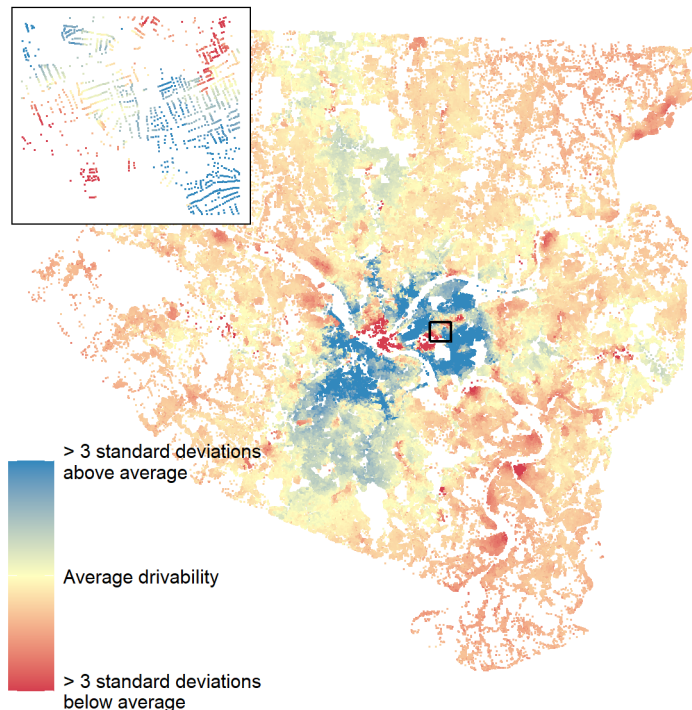 > 3 standard deviations
above average
Average drivability
> 3 standard deviations
below average